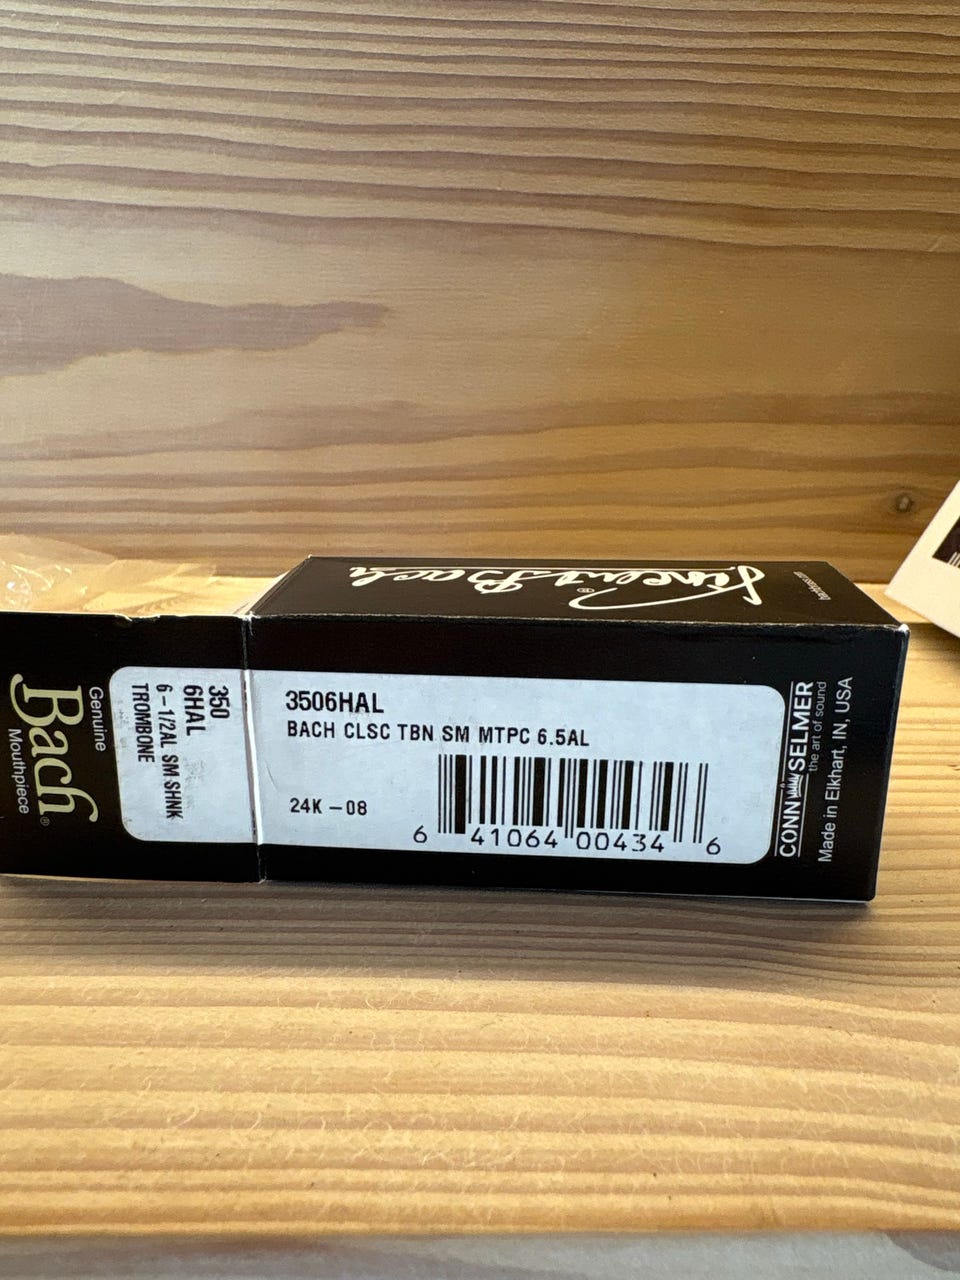 Vincent Bach
®
3506HAL
BACH CLSC TBN SM MTPC 6.5AL
24K-08
6 41064 00434 6
CONN SELMER
the art of sound
Made in Elkhart, IN, USA
350
6HAL
6-1/2AL SM SHNK
TROMBONE
Genuine
Bach®
Mouthpiece